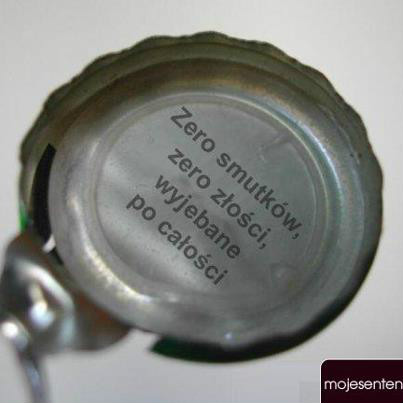 Zero smutków,
zero złości,
wyjebane
po całości
mojesenten